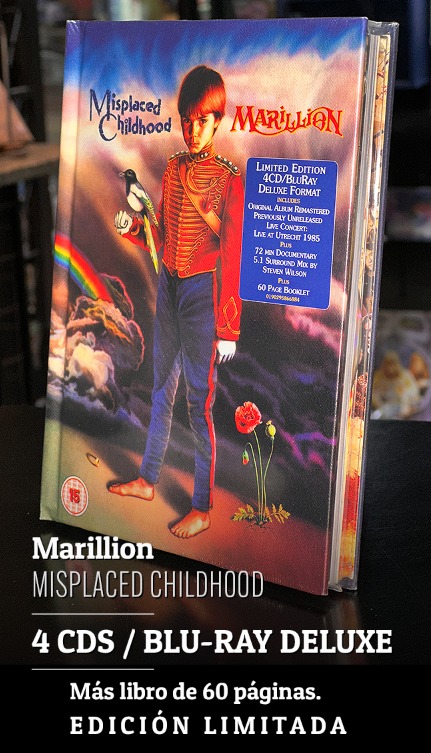 Misplaced
Childhood
MARILLION
LIMITED EDITION
4CD/BLURAY
DELUXE FORMAT
INCLUDES
ORIGINAL ALBUM REMASTERED
PREVIOUSLY UNRELEASED
LIVE CONCERT:
LIVE AT UTRECHT 1985
PLUS
72 MIN DOCUMENTARY
5.1 SURROUND MIX BY
STEVEN WILSON
PLUS
60 PAGE BOOKLET
0190295866884
15
Marillion
MISPLACED CHILDHOOD
4 CDS / BLU-RAY DELUXE
Más libro de 60 páginas.
EDICIÓN LIMITADA